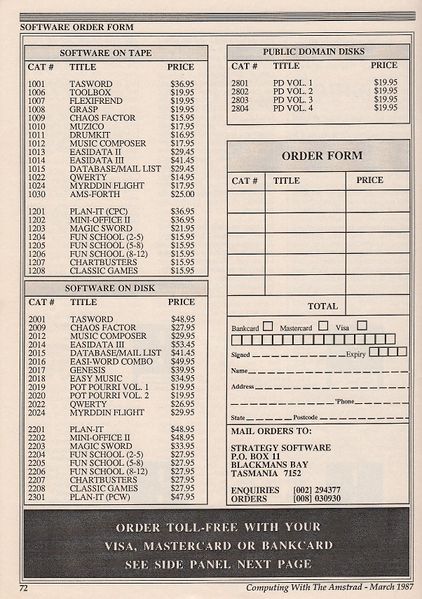 SOFTWARE ORDER FORM
SOFTWARE ON TAPE
CAT # TITLE PRICE
1001 TASWORD $36.95
1006 TOOLBOX $19.95
1007 FLEXIFREND $19.95
1008 GRASP $19.95
1009 CHAOS FACTOR $15.95
1010 MUZICO $17.95
1011 DRUMKIT $16.95
1012 MUSIC COMPOSER $17.95
1013 EASIDATA II $29.45
1014 EASIDATA III $41.45
1015 DATABASE/MAIL LIST $29.45
1022 QWERTY $14.95
1024 MYRDDIN FLIGHT $17.95
1030 AMS-FORTH $25.00
1201 PLAN-IT (CPC) $36.95
1202 MINI-OFFICE II $36.95
1203 MAGIC SWORD $21.95
1204 FUN SCHOOL (2-5) $15.95
1205 FUN SCHOOL (5-8) $15.95
1206 FUN SCHOOL (8-12) $15.95
1207 CHARTBUSTERS $15.95
1208 CLASSIC GAMES $15.95
SOFTWARE ON DISK
CAT # TITLE PRICE
2001 TASWORD $48.95
2009 CHAOS FACTOR $27.95
2012 MUSIC COMPOSER $29.95
2014 EASIDATA III $53.45
2015 DATABASE/MAIL LIST $41.45
2016 EASI-WORD COMBO $49.95
2017 GENESIS $39.95
2018 EASY MUSIC $34.95
2019 POT POURRI VOL. 1 $19.95
2020 POT POURRI VOL. 2 $19.95
2022 QWERTY $26.95
2024 MYRDDIN FLIGHT $29.95
2201 PLAN-IT $48.95
2202 MINI-OFFICE II $48.95
2203 MAGIC SWORD $33.95
2204 FUN SCHOOL (2-5) $27.95
2205 FUN SCHOOL (5-8) $27.95
2206 FUN SCHOOL (8-12) $27.95
2207 CHARTBUSTERS $27.95
2208 CLASSIC GAMES $27.95
2301 PLAN-IT (PCW) $47.95
PUBLIC DOMAIN DISKS
CAT # TITLE PRICE
2801 PD VOL. 1 $19.95
2802 PD VOL. 2 $19.95
2803 PD VOL. 3 $19.95
2804 PD VOL. 4 $19.95
ORDER FORM
CAT # TITLE PRICE
TOTAL
Bankcard Mastercard Visa
Signed Expiry
Name
Address
'Phone
State Postcode
MAIL ORDERS TO:
STRATEGY SOFTWARE
P.O. BOX 11
BLACKMANS BAY
TASMANIA 7152
ENQUIRIES [002] 294377
ORDERS [008] 030930
ORDER TOLL-FREE WITH YOUR
VISA, MASTERCARD OR BANKCARD
SEE SIDE PANEL NEXT PAGE
72 Computing With The Amstrad - March 1987